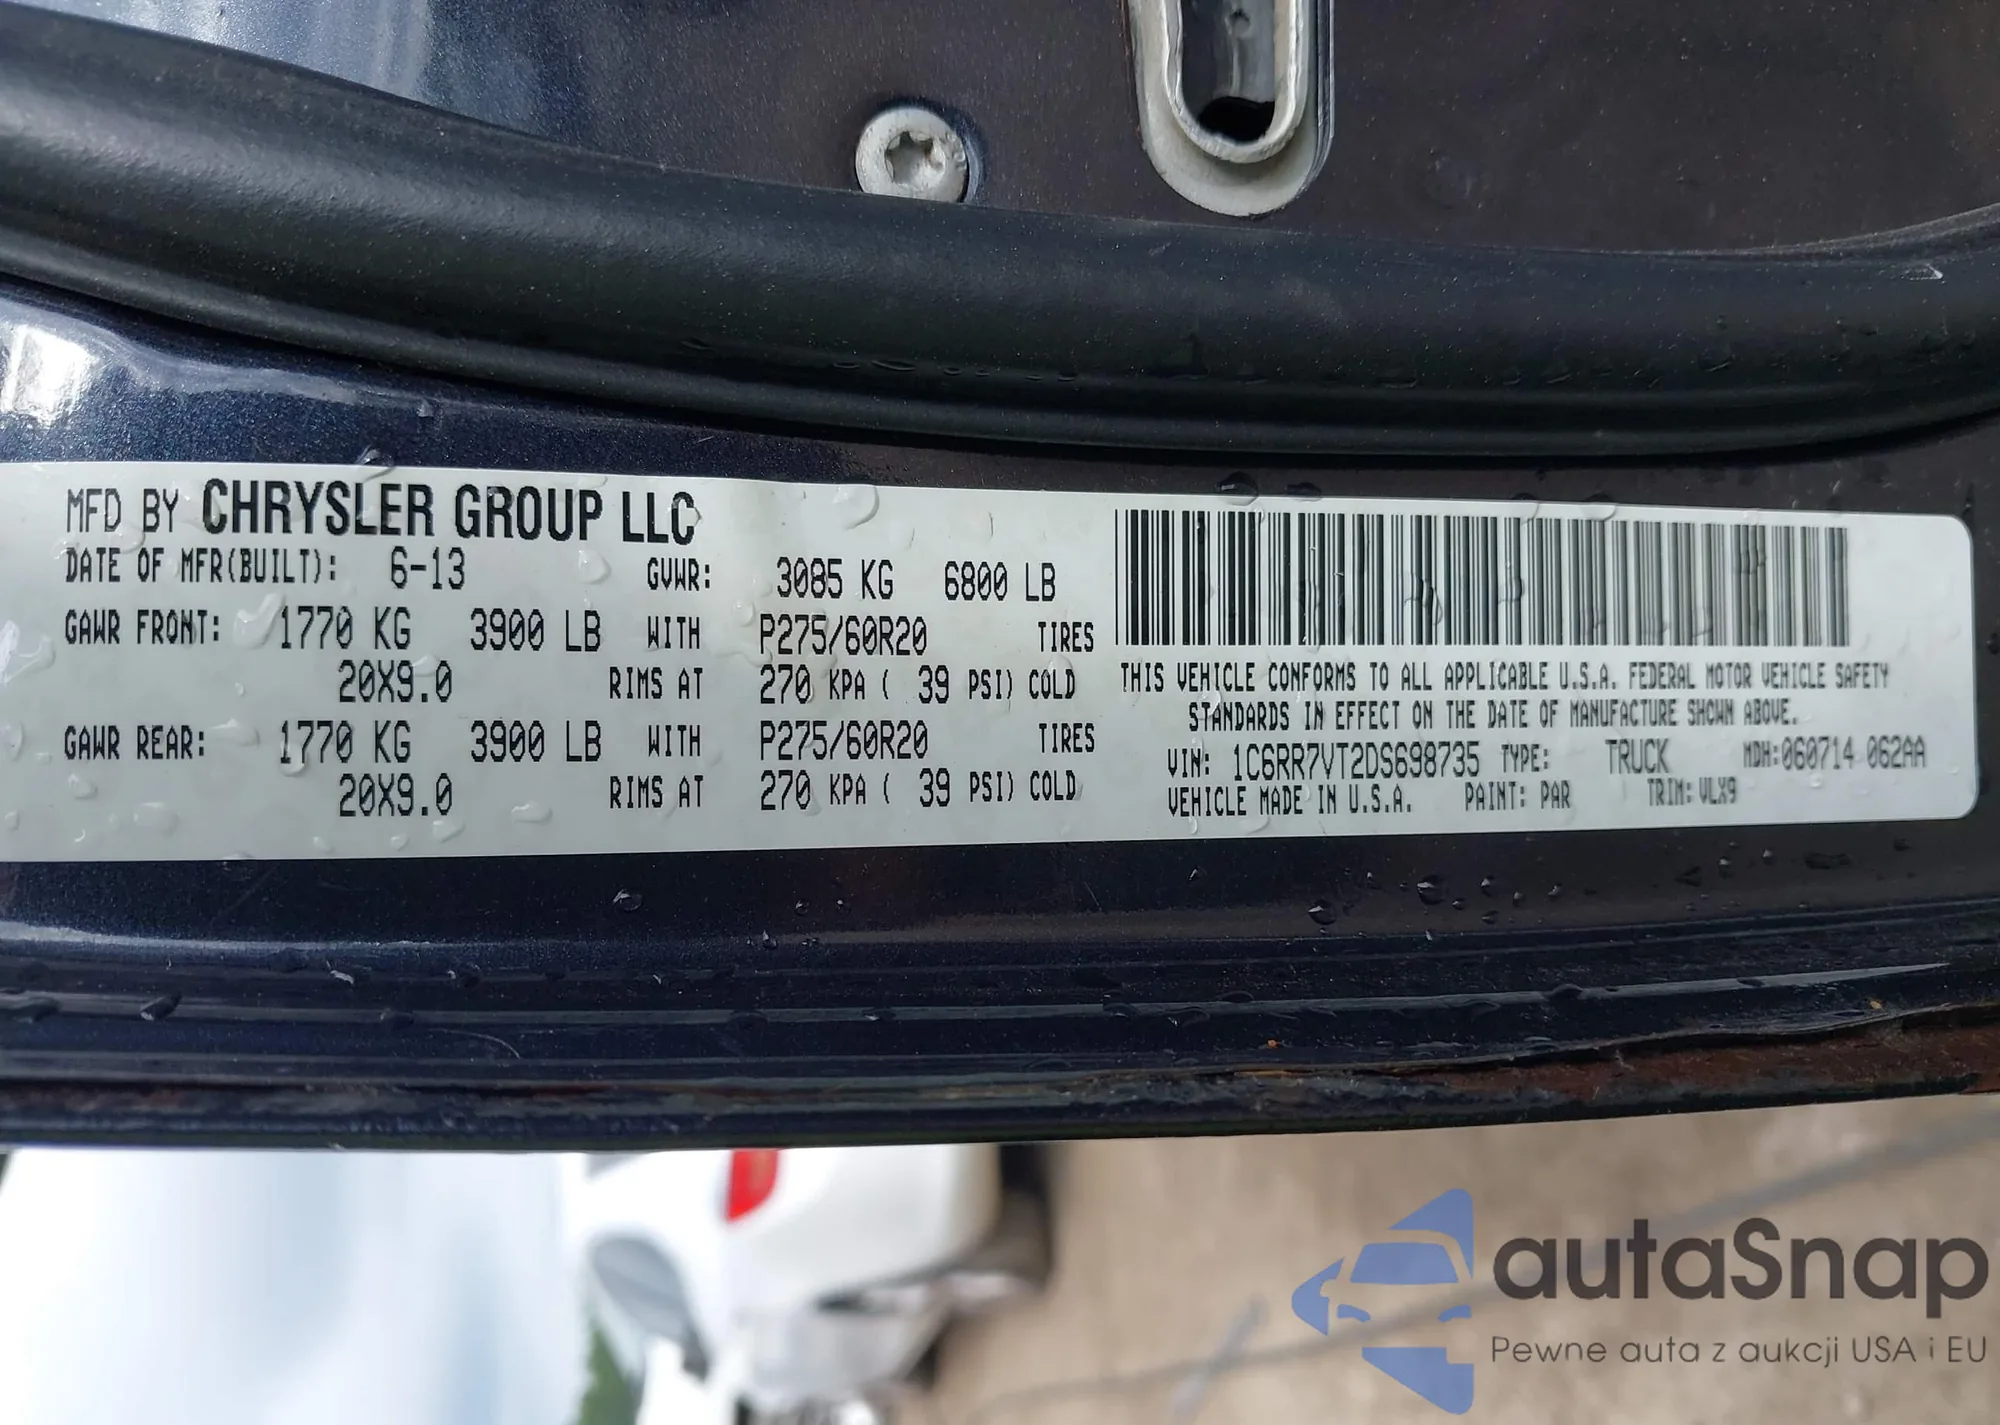 MFD BY CHRYSLER GROUP LLC
DATE OF MFR(BUILT): 6-13 GVWR: 3085 KG 6800 LB
GAWR FRONT: 1770 KG 3900 LB WITH P275/60R20 TIRES
20X9.0 RIMS AT 270 KPA ( 39 PSI) COLD
GAWR REAR: 1770 KG 3900 LB WITH P275/60R20 TIRES
20X9.0 RIMS AT 270 KPA ( 39 PSI) COLD
THIS VEHICLE CONFORMS TO ALL APPLICABLE U.S.A. FEDERAL MOTOR VEHICLE SAFETY
STANDARDS IN EFFECT ON THE DATE OF MANUFACTURE SHOWN ABOVE.
VIN: 1C6RR7VT2DS698735 TYPE: TRUCK MDH:060714 062AA
VEHICLE MADE IN U.S.A. PAINT: PAR TRIM: VLX9
autaSnap
Pewne auta z aukcji USA i EU